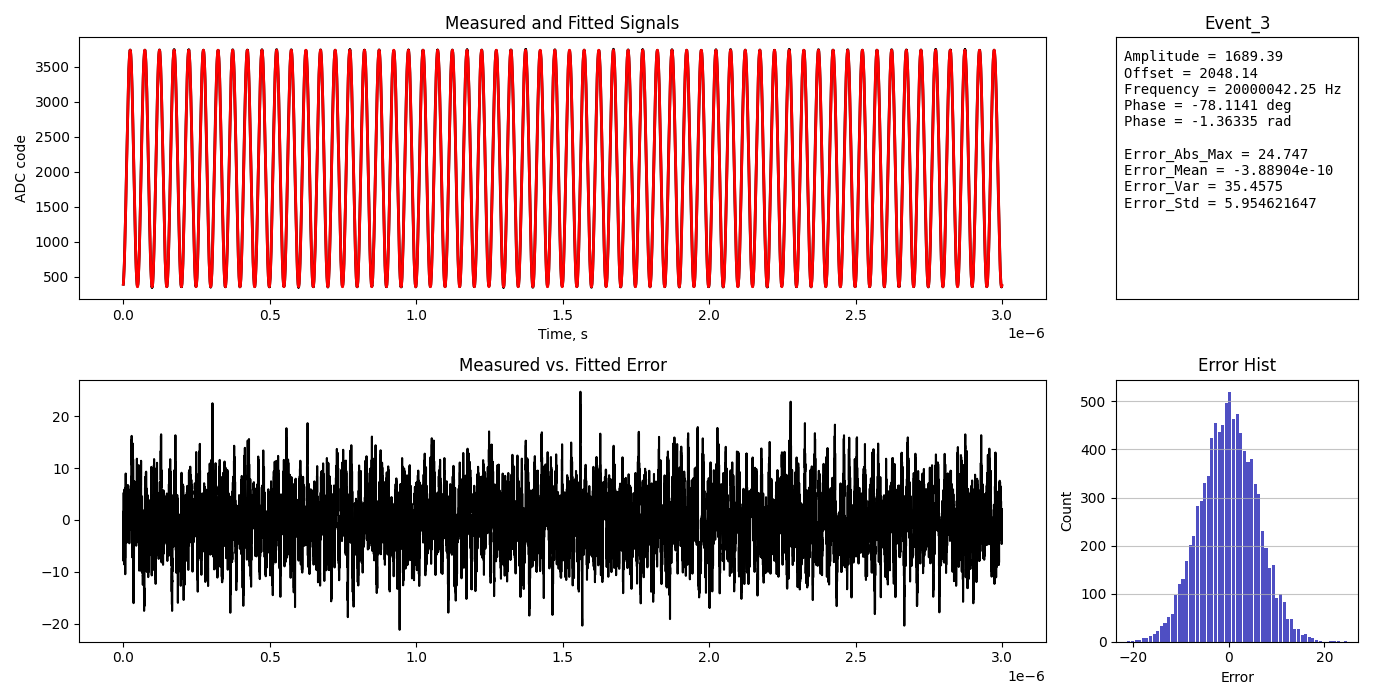 Measured and Fitted Signals
ADC code
3500
3000
2500
2000
1500
1000
500
0.0 0.5 1.0 1.5 2.0 2.5 3.0
Time, s
1e−6
Event_3
Amplitude = 1689.39
Offset = 2048.14
Frequency = 20000042.25 Hz
Phase = -78.1141 deg
Phase = -1.36335 rad
Error_Abs_Max = 24.747
Error_Mean = -3.88904e-10
Error_Var = 35.4575
Error_Std = 5.954621647
Measured vs. Fitted Error
20
10
0
−10
−20
0.0 0.5 1.0 1.5 2.0 2.5 3.0
1e−6
Error Hist
Count
500
400
300
200
100
0
−20 0 20
Error